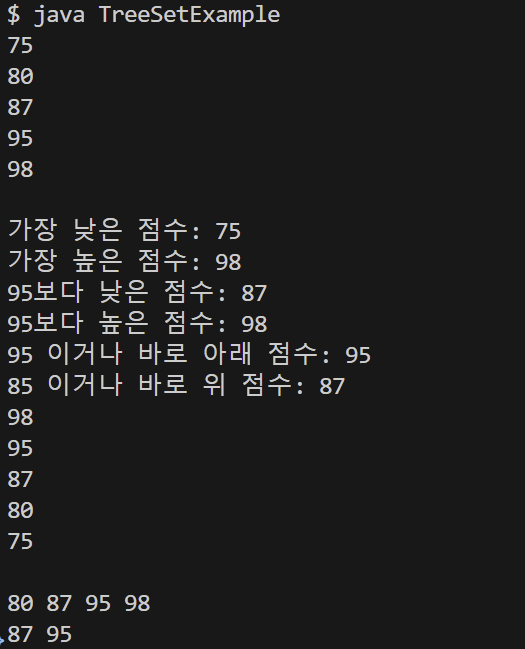 $ java TreeSetExample
75
80
87
95
98
가장 낮은 점수: 75
가장 높은 점수: 98
95보다 낮은 점수: 87
95보다 높은 점수: 98
95 이거나 바로 아래 점수: 95
85 이거나 바로 위 점수: 87
98
95
87
80
75
80 87 95 98
87 95